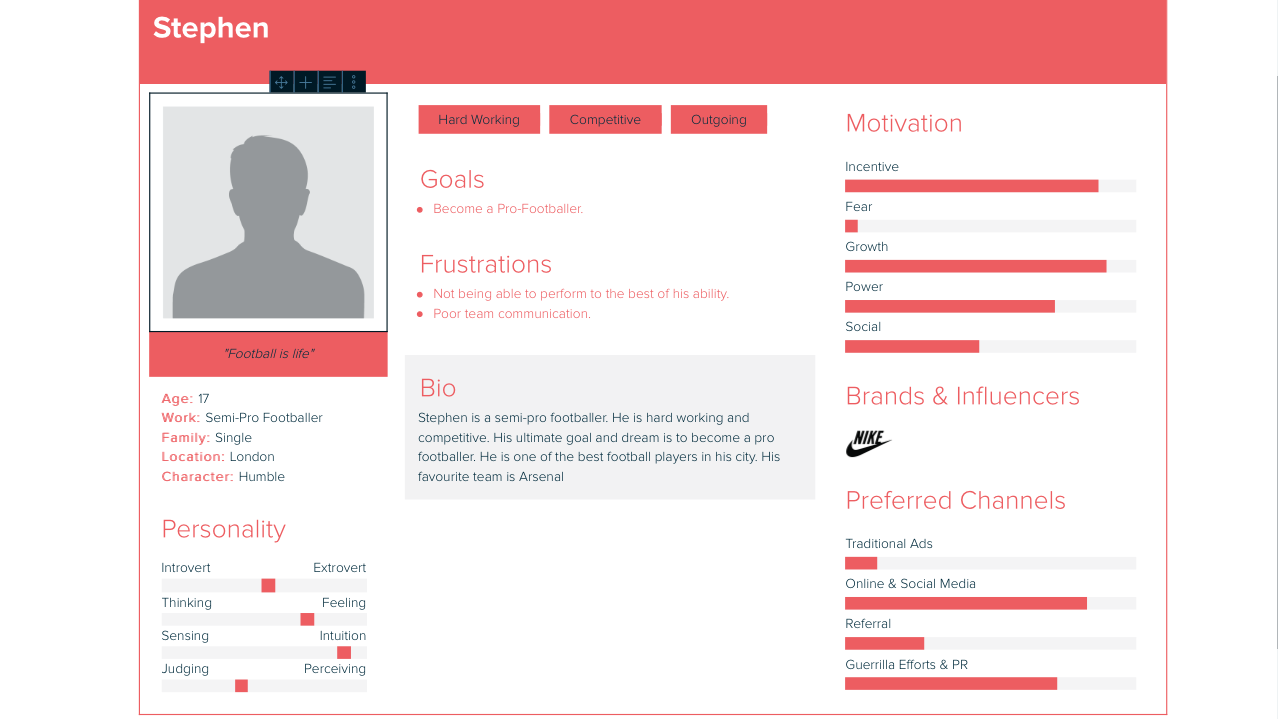 Stephen
"Football is life"
Age: 17
Work: Semi-Pro Footballer
Family: Single
Location: London
Character: Humble
Personality
Introvert Extrovert
Thinking Feeling
Sensing Intuition
Judging Perceiving
Hard Working Competitive Outgoing
Goals
Become a Pro-Footballer.
Frustrations
Not being able to perform to the best of his ability.
Poor team communication.
Bio
Stephen is a semi-pro footballer. He is hard working and
competitive. His ultimate goal and dream is to become a pro
footballer. He is one of the best football players in his city. His
favourite team is Arsenal
Motivation
Incentive
Fear
Growth
Power
Social
Brands & Influencers
NIKE
Preferred Channels
Traditional Ads
Online & Social Media
Referral
Guerrilla Efforts & PR